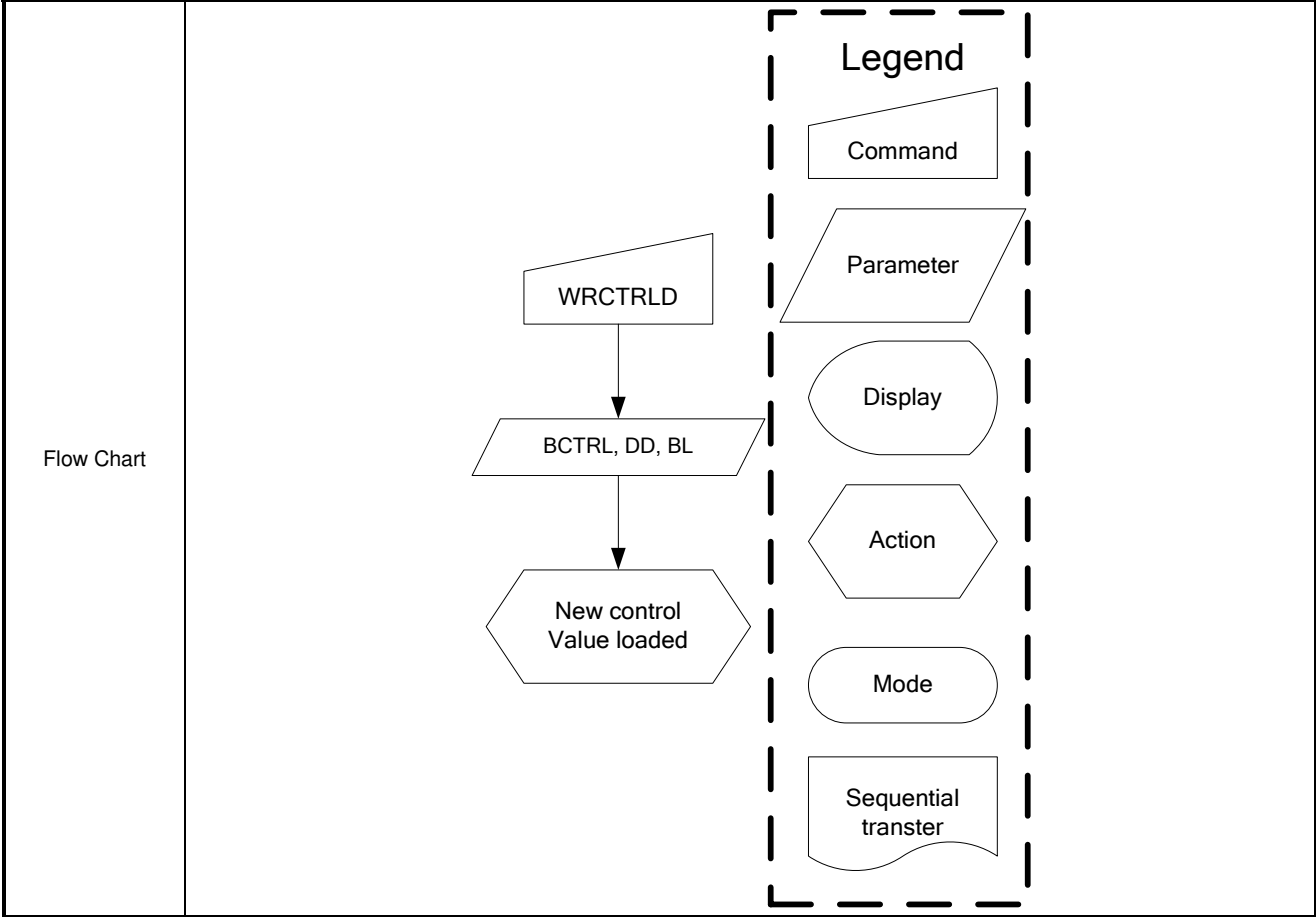 Flow Chart
WRCTRLD
BCTRL, DD, BL
New control
Value loaded
Legend
Command
Parameter
Display
Action
Mode
Sequential
transter